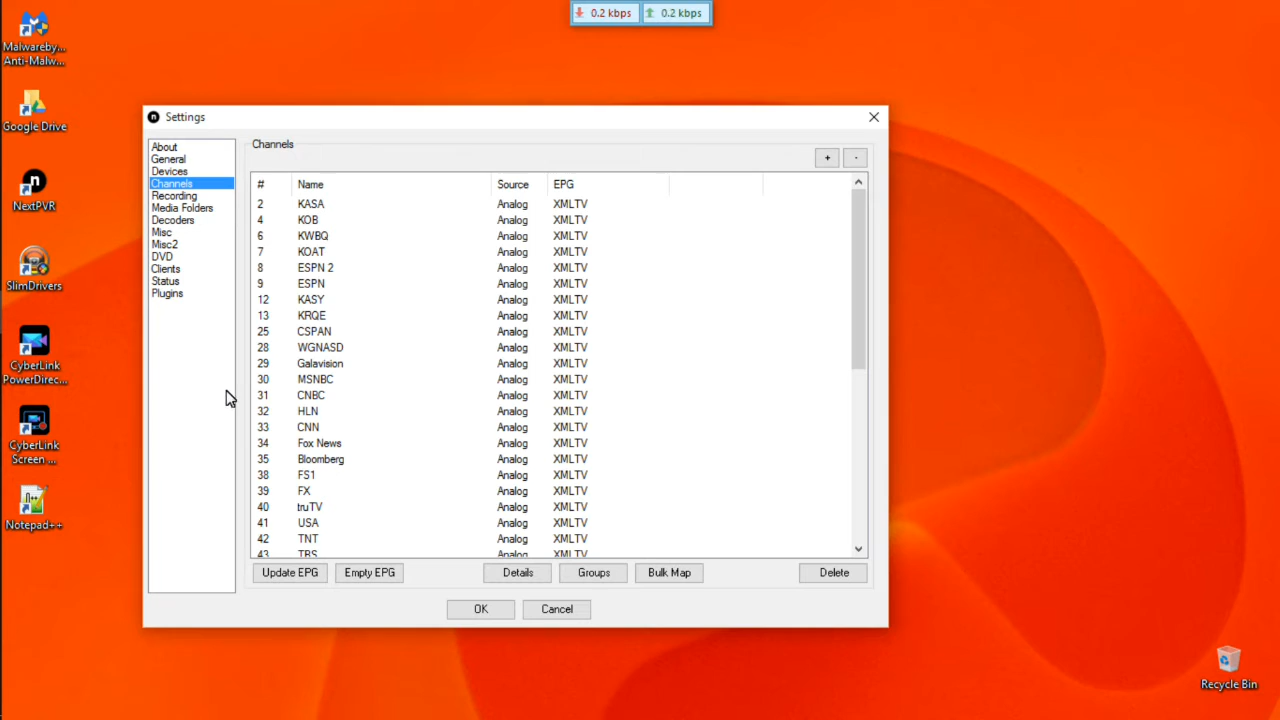 0.2 kbps 0.2 kbps
Malwareby...
Anti-Malw...
Google Drive
n
NextPVR
SlimDrivers
CyberLink
PowerDirec...
CyberLink
Screen ...
Notepad++
n Settings
About
General
Devices
Channels
Recording
Media Folders
Decoders
Misc
Misc2
DVD
Clients
Status
Plugins
Channels
+ -
# Name Source EPG
2 KASA Analog XMLTV
4 KOB Analog XMLTV
6 KWBQ Analog XMLTV
7 KOAT Analog XMLTV
8 ESPN 2 Analog XMLTV
9 ESPN Analog XMLTV
12 KASY Analog XMLTV
13 KRQE Analog XMLTV
25 CSPAN Analog XMLTV
28 WGNASD Analog XMLTV
29 Galavision Analog XMLTV
30 MSNBC Analog XMLTV
31 CNBC Analog XMLTV
32 HLN Analog XMLTV
33 CNN Analog XMLTV
34 Fox News Analog XMLTV
35 Bloomberg Analog XMLTV
38 FS1 Analog XMLTV
39 FX Analog XMLTV
40 truTV Analog XMLTV
41 USA Analog XMLTV
42 TNT Analog XMLTV
43 TBS Analog XMLTV
Update EPG Empty EPG Details Groups Bulk Map Delete
OK Cancel
Recycle Bin